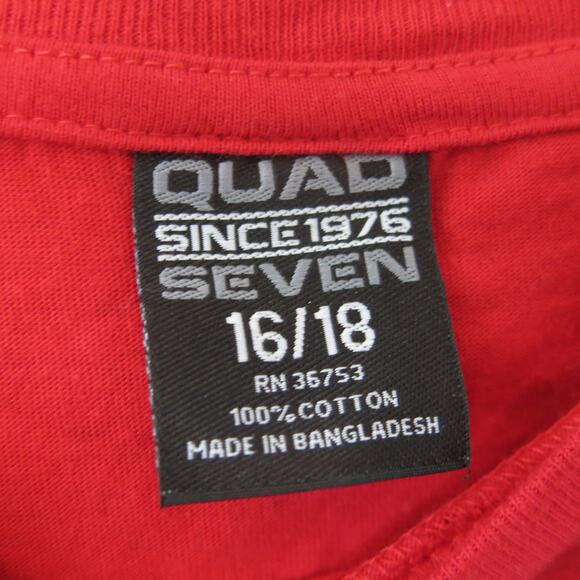 QUAD
SINCE 1976
SEVEN
16/18
RN 36753
100% COTTON
MADE IN BANGLADESH